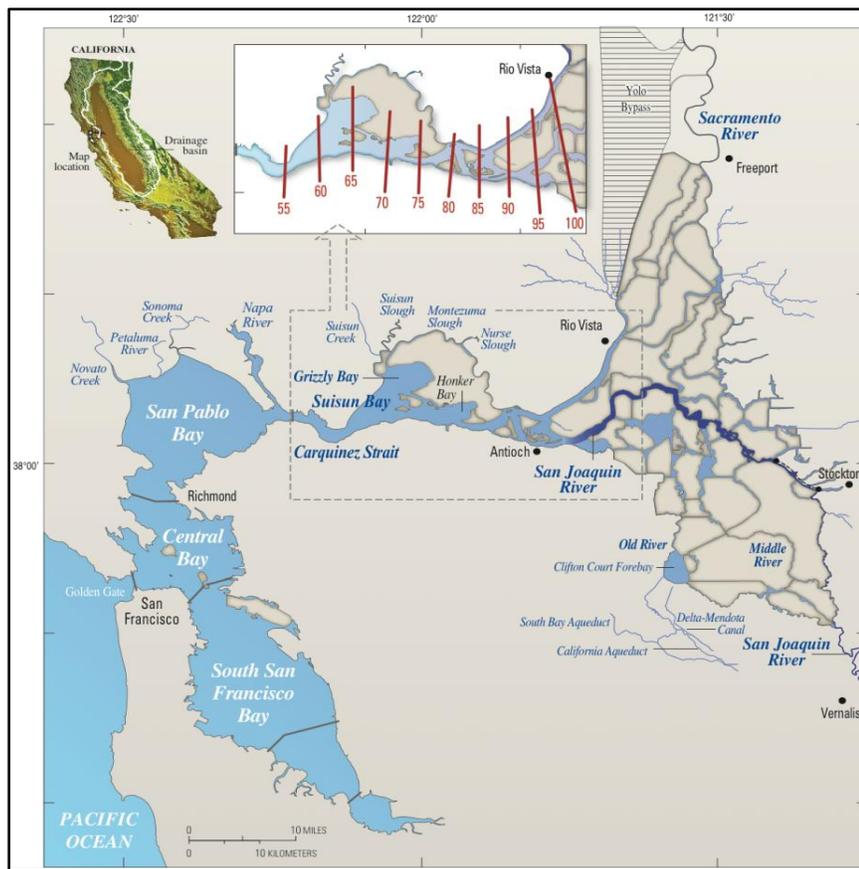 122°30'
122°00'
121°30'
CALIFORNIA
Map
location
Drainage
basin
Rio Vista
55
60
65
70
75
80
85
90
95
100
Yolo
Bypass
Sacramento
River
Freeport
Sonoma
Creek
Petaluma
River
Novato
Creek
Napa
River
Suisun
Creek
Suisun
Slough
Montezuma
Slough
Nurse
Slough
Rio Vista
Grizzly Bay
Honker
Bay
Suisun Bay
San Pablo
Bay
Carquinez Strait
38°00'
Antioch
San Joaquin
River
Stockton
Richmond
Central
Bay
Old River
Clifton Court Forebay
Middle
River
Golden Gate
San
Francisco
South Bay Aqueduct
Delta-Mendota
Canal
California Aqueduct
San Joaquin
River
South San
Francisco
Bay
Vernalis
PACIFIC
OCEAN
0 10 MILES
0 10 KILOMETERS